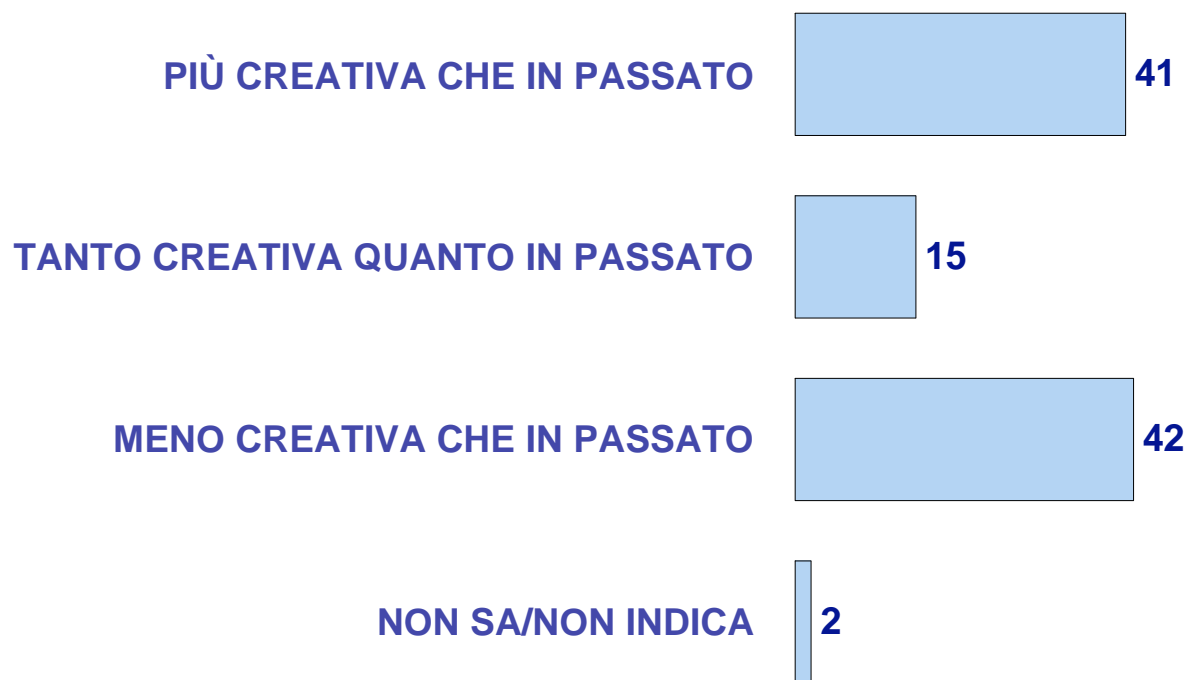 PIÙ CREATIVA CHE IN PASSATO 41
TANTO CREATIVA QUANTO IN PASSATO 15
MENO CREATIVA CHE IN PASSATO 42
NON SA/NON INDICA 2